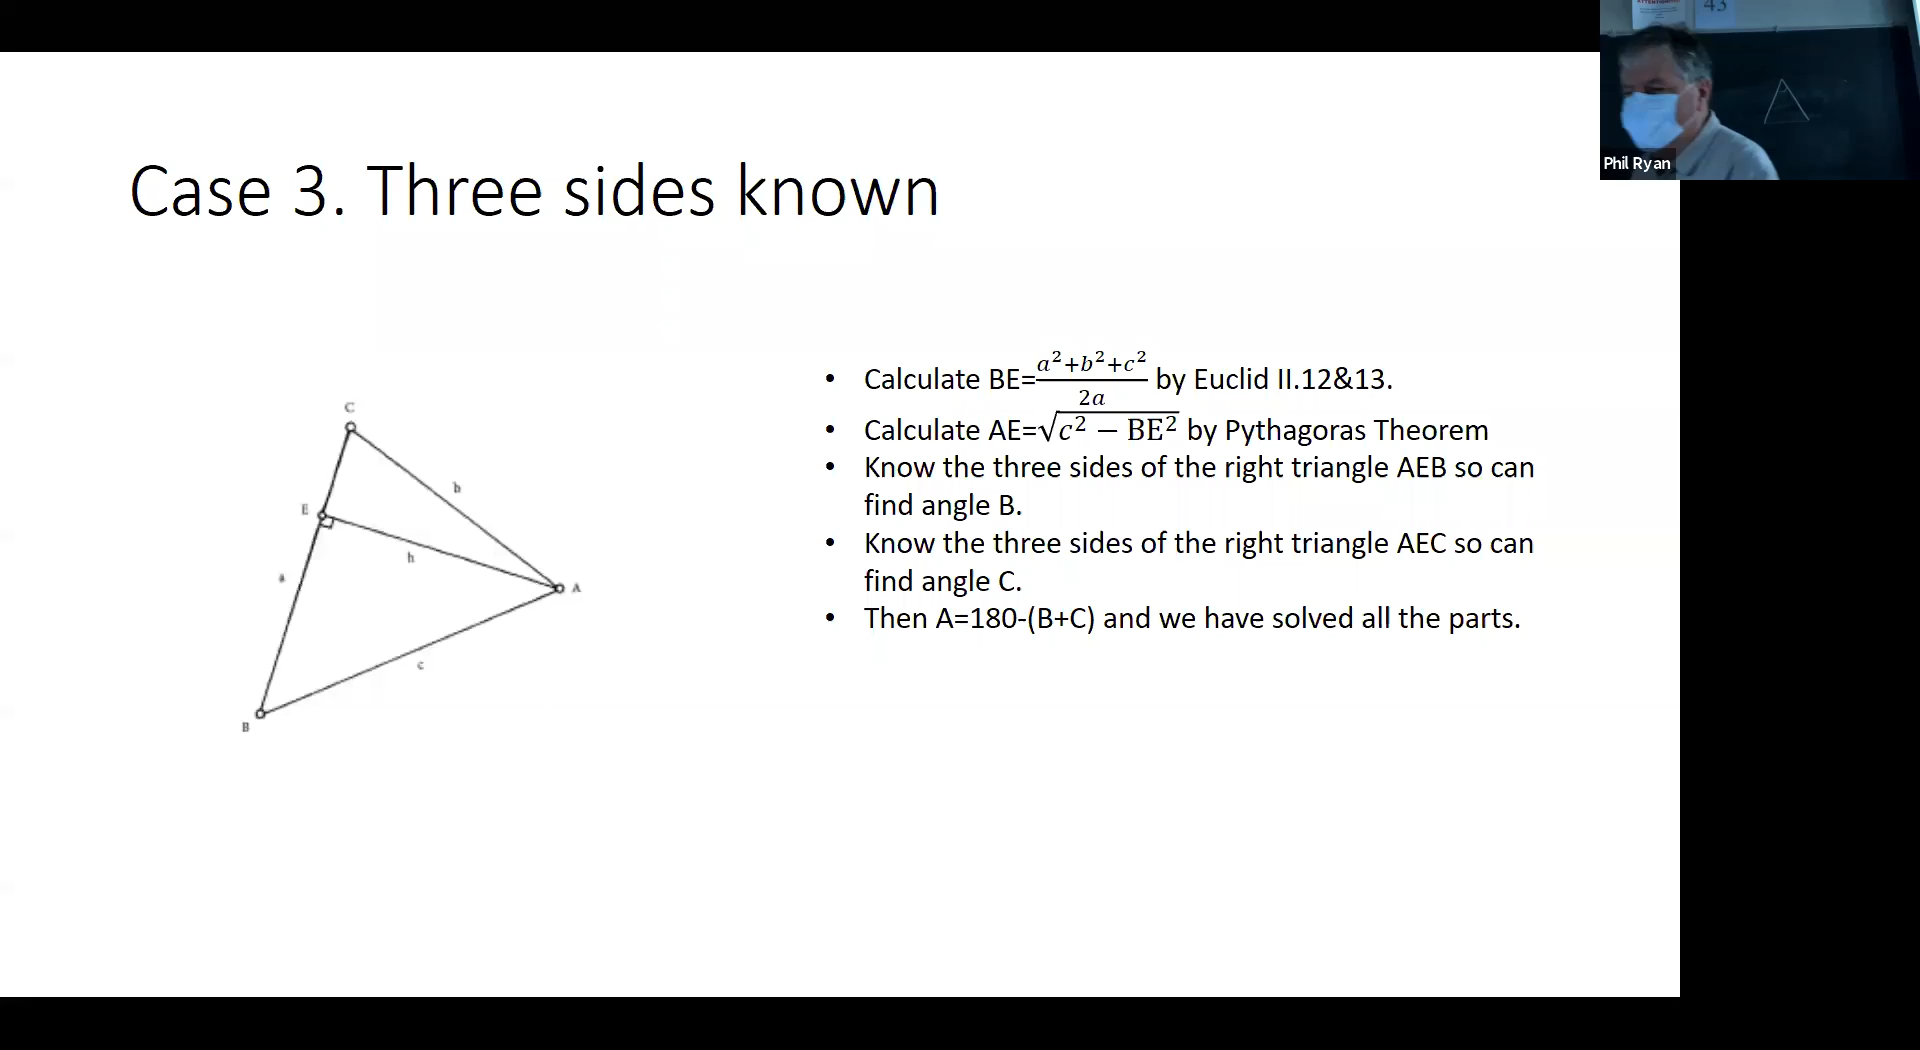 ATTENTION
43
Phil Ryan
Case 3. Three sides known
• Calculate BE=\frac{a²+b²+c²}{2a} by Euclid II.12&13.
• Calculate AE=√(c² − BE²) by Pythagoras Theorem
• Know the three sides of the right triangle AEB so can
find angle B.
• Know the three sides of the right triangle AEC so can
find angle C.
• Then A=180-(B+C) and we have solved all the parts.
C
b
E
h
a
A
c
B